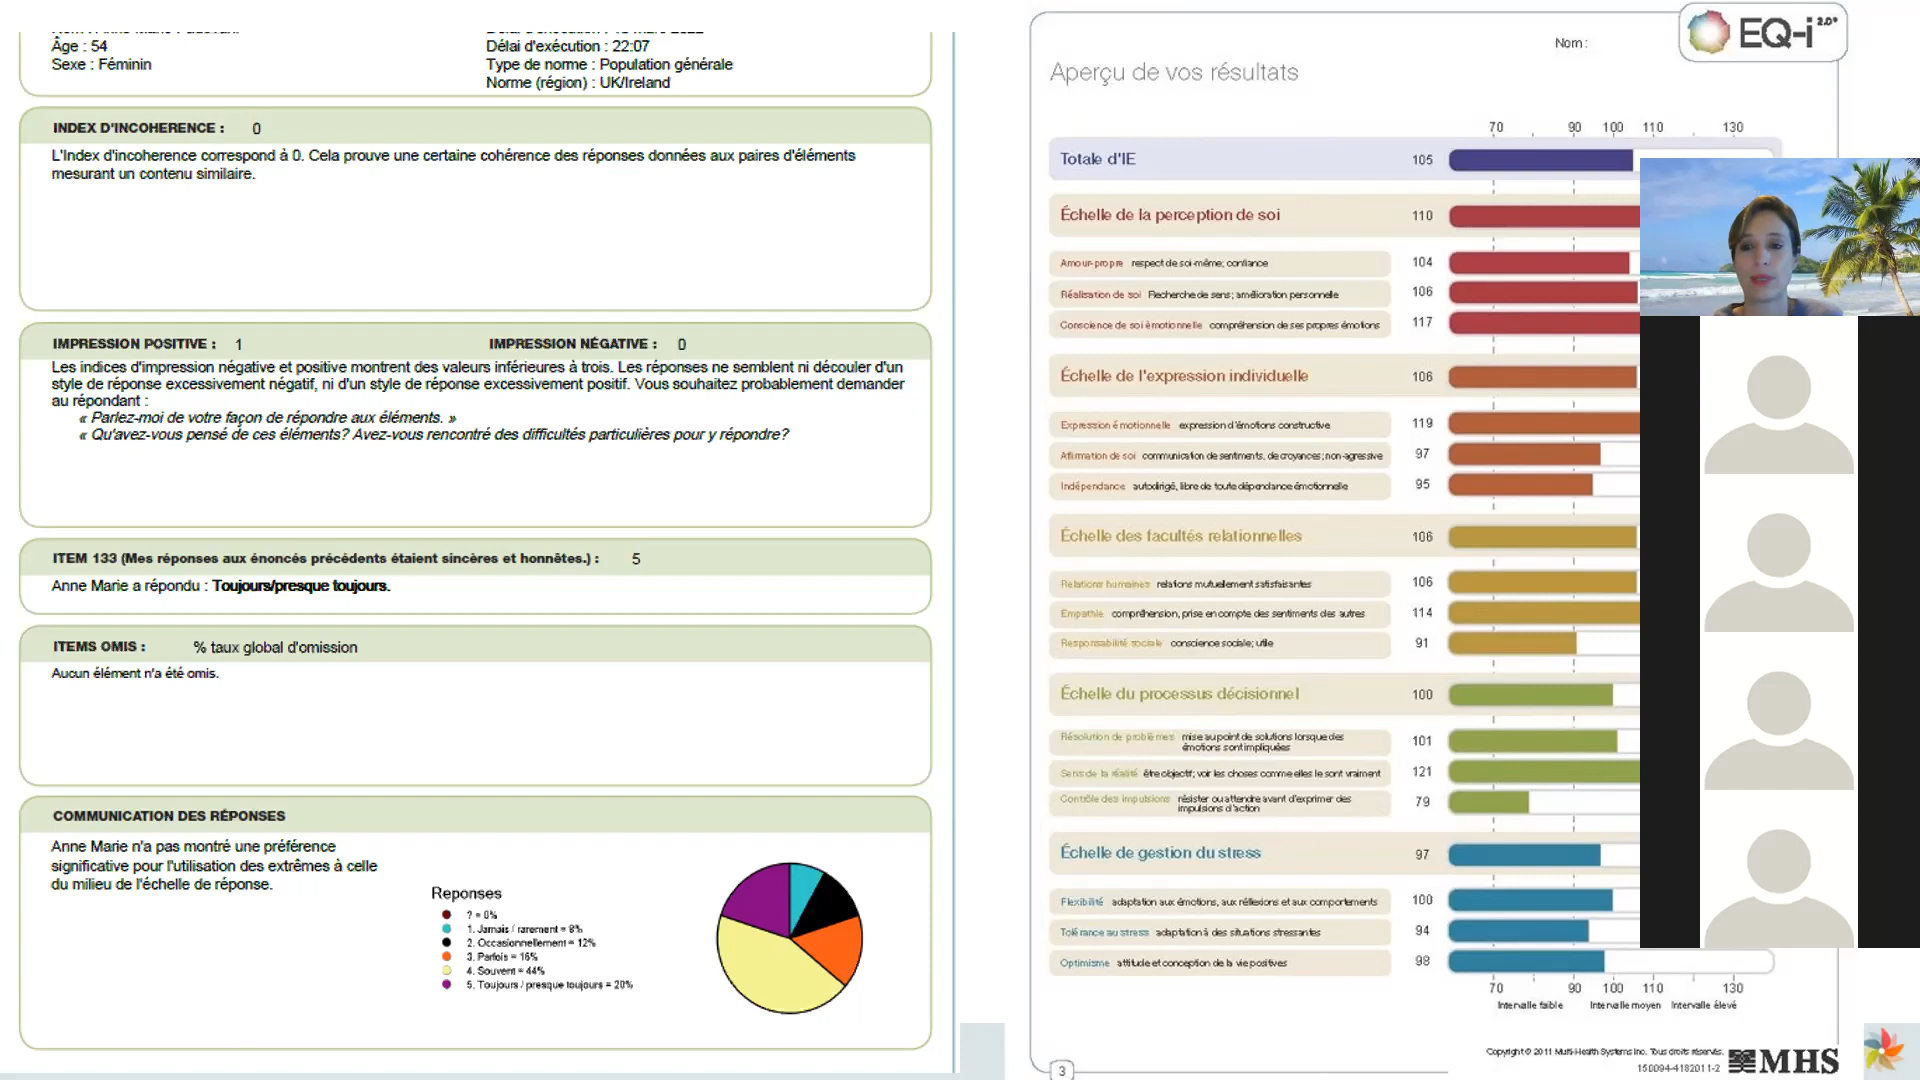 Âge : 54
Sexe : Féminin
Délai d'exécution : 22:07
Type de norme : Population générale
Norme (région) : UK/Ireland
INDEX D'INCOHERENCE : 0
L'Index d'incoherence correspond à 0. Cela prouve une certaine cohérence des réponses données aux paires d'éléments
mesurant un contenu similaire.
IMPRESSION POSITIVE : 1
IMPRESSION NÉGATIVE : 0
Les indices d'impression négative et positive montrent des valeurs inférieures à trois. Les réponses ne semblent ni découler d'un
style de réponse excessivement négatif, ni d'un style de réponse excessivement positif. Vous souhaitez probablement demander
au répondant :
« Parlez-moi de votre façon de répondre aux éléments. »
« Qu'avez-vous pensé de ces éléments? Avez-vous rencontré des difficultés particulières pour y répondre?
ITEM 133 (Mes réponses aux énoncés précédents étaient sincères et honnêtes.) : 5
Anne Marie a répondu : Toujours/presque toujours.
ITEMS OMIS : % taux global d'omission
Aucun élément n'a été omis.
COMMUNICATION DES RÉPONSES
Anne Marie n'a pas montré une préférence
significative pour l'utilisation des extrêmes à celle
du milieu de l'échelle de réponse.
Reponses
? = 0%
1. Jamais / rarement = 8%
2. Occasionnellement = 12%
3. Parfois = 16%
4. Souvent = 44%
5. Toujours / presque toujours = 20%
Nom :
EQ-i 2.0®
Aperçu de vos résultats
70 90 100 110 130
Totale d'IE 105
Échelle de la perception de soi 110
Amour-propre respect de soi-même; confiance 104
Réalisation de soi Recherche de sens; amélioration personnelle 106
Conscience de soi émotionnelle compréhension de ses propres émotions 117
Échelle de l'expression individuelle 106
Expression émotionnelle expression d'émotions constructive 119
Affirmation de soi communication de sentiments, de croyances; non-agressive 97
Indépendance autodirigé, libre de toute dépendance émotionnelle 95
Échelle des facultés relationnelles 106
Relations humaines relations mutuellement satisfaisantes 106
Empathie compréhension, prise en compte des sentiments des autres 114
Responsabilité sociale conscience sociale; utile 91
Échelle du processus décisionnel 100
Résolution de problèmes mise au point de solutions lorsque des
émotions sont impliquées 101
Sens de la réalité être objectif; voir les choses comme elles le sont vraiment 121
Contrôle des impulsions résister ou attendre avant d'exprimer des
impulsions d'action 79
Échelle de gestion du stress 97
Flexibilité adaptation aux émotions, aux réflexions et aux comportements 100
Tolérance au stress adaptation à des situations stressantes 94
Optimisme attitude et conception de la vie positives 98
70 90 100 110 130
Intervalle faible Intervalle moyen Intervalle élevé
Copyright © 2011 Multi-Health Systems Inc. Tous droits réservés.
150094-4182011-2
MHS
3